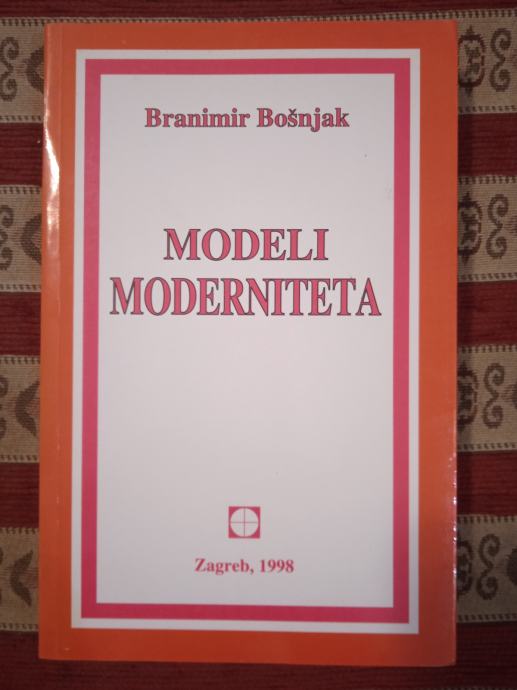 Branimir Bošnjak
MODELI
MODERNITETA
Zagreb, 1998